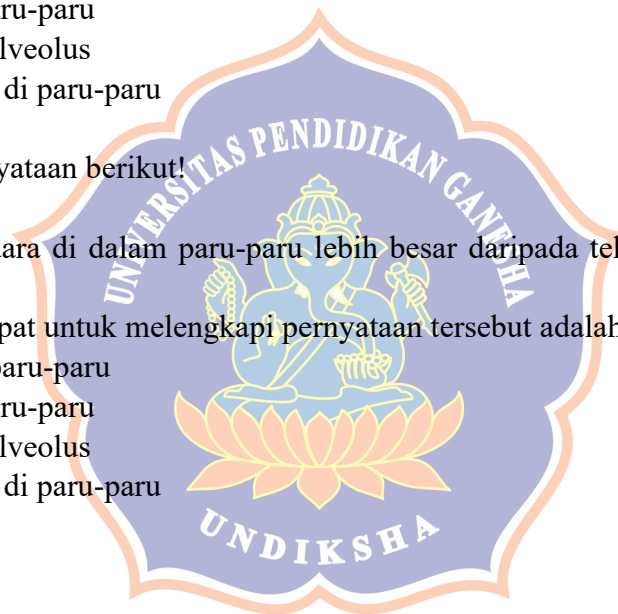 ru-paru
lveolus
di paru-paru
UNIVERSITAS PENDIDIKAN GANESHA
yataan berikut!
ara di dalam paru-paru lebih besar daripada te
pat untuk melengkapi pernyataan tersebut adalah
paru-paru
ru-paru
lveolus
di paru-paru
UNDIKSHA